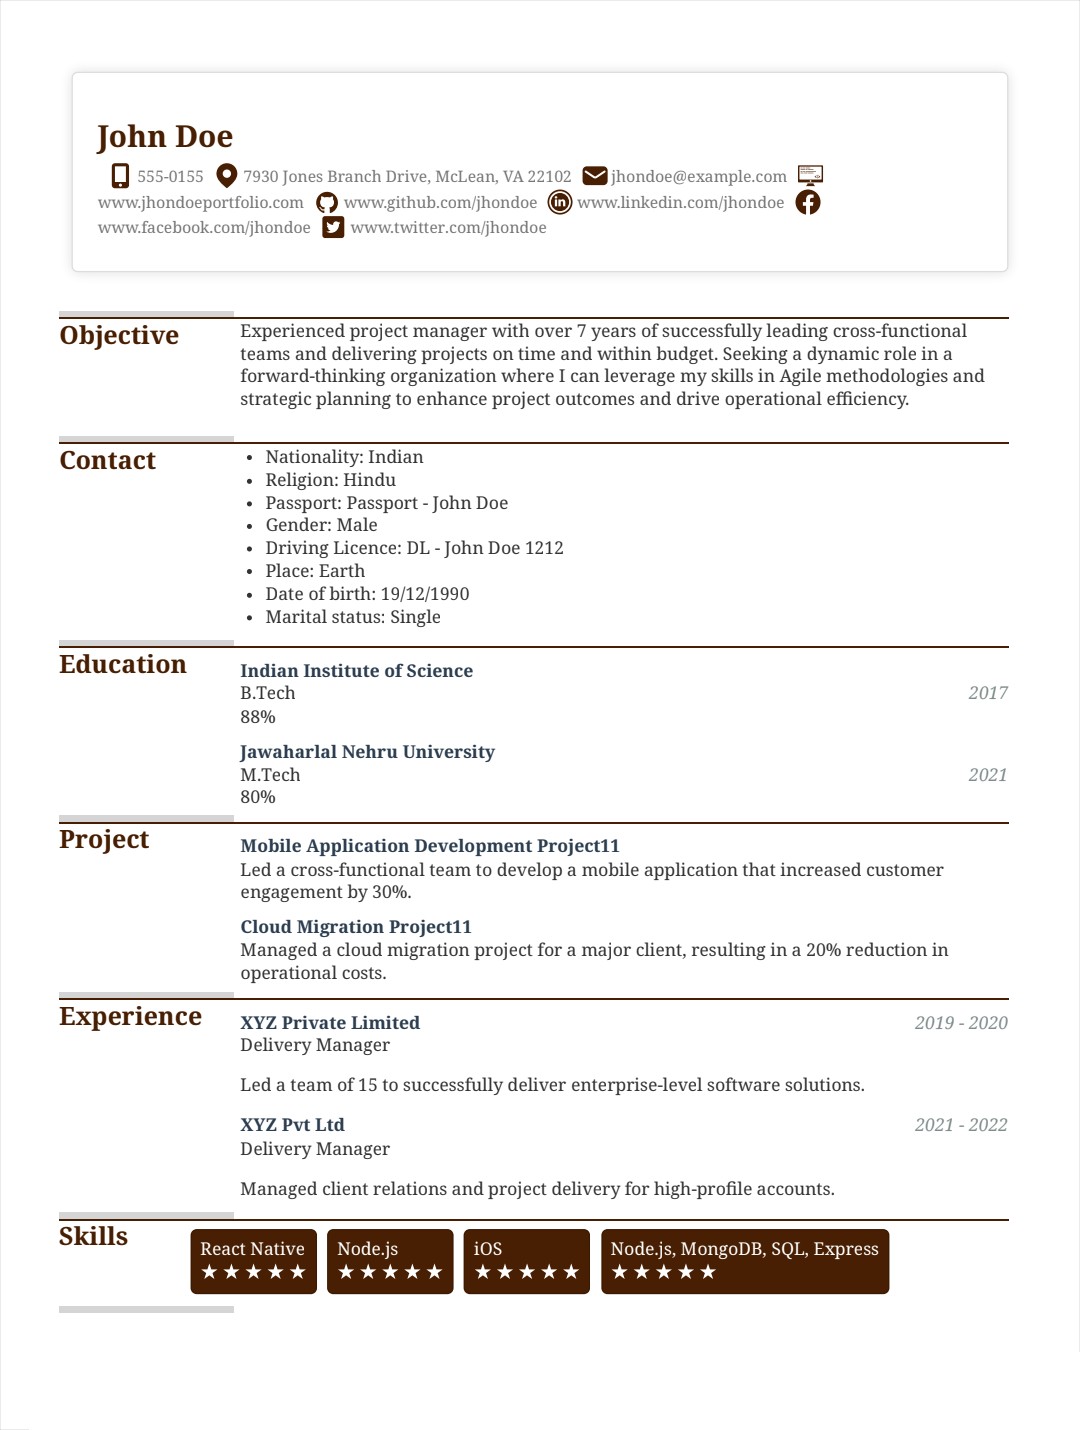 John Doe
555-0155 7930 Jones Branch Drive, McLean, VA 22102 jhondoe@example.com
www.jhondoeportfolio.com www.github.com/jhondoe www.linkedin.com/jhondoe
www.facebook.com/jhondoe www.twitter.com/jhondoe
Objective
Experienced project manager with over 7 years of successfully leading cross-functional
teams and delivering projects on time and within budget. Seeking a dynamic role in a
forward-thinking organization where I can leverage my skills in Agile methodologies and
strategic planning to enhance project outcomes and drive operational efficiency.
Contact
• Nationality: Indian
• Religion: Hindu
• Passport: Passport - John Doe
• Gender: Male
• Driving Licence: DL - John Doe 1212
• Place: Earth
• Date of birth: 19/12/1990
• Marital status: Single
Education
Indian Institute of Science
B.Tech 2017
88%
Jawaharlal Nehru University
M.Tech 2021
80%
Project
Mobile Application Development Project11
Led a cross-functional team to develop a mobile application that increased customer
engagement by 30%.
Cloud Migration Project11
Managed a cloud migration project for a major client, resulting in a 20% reduction in
operational costs.
Experience
XYZ Private Limited 2019 - 2020
Delivery Manager
Led a team of 15 to successfully deliver enterprise-level software solutions.
XYZ Pvt Ltd 2021 - 2022
Delivery Manager
Managed client relations and project delivery for high-profile accounts.
Skills
React Native Node.js iOS Node.js, MongoDB, SQL, Express
★★★★★ ★★★★★ ★★★★★ ★★★★★